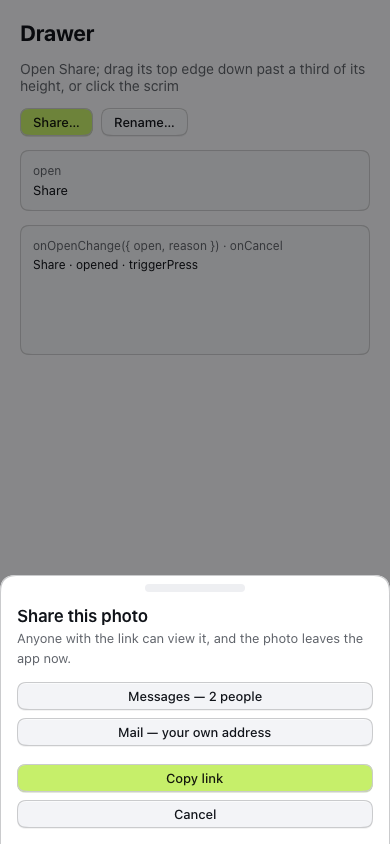 Drawer
Open Share; drag its top edge down past a third of its
height, or click the scrim
Share...
Rename...
open
Share
onOpenChange({ open, reason }) · onCancel
Share · opened · triggerPress
Share this photo
Anyone with the link can view it, and the photo leaves the
app now.
Messages — 2 people
Mail — your own address
Copy link
Cancel